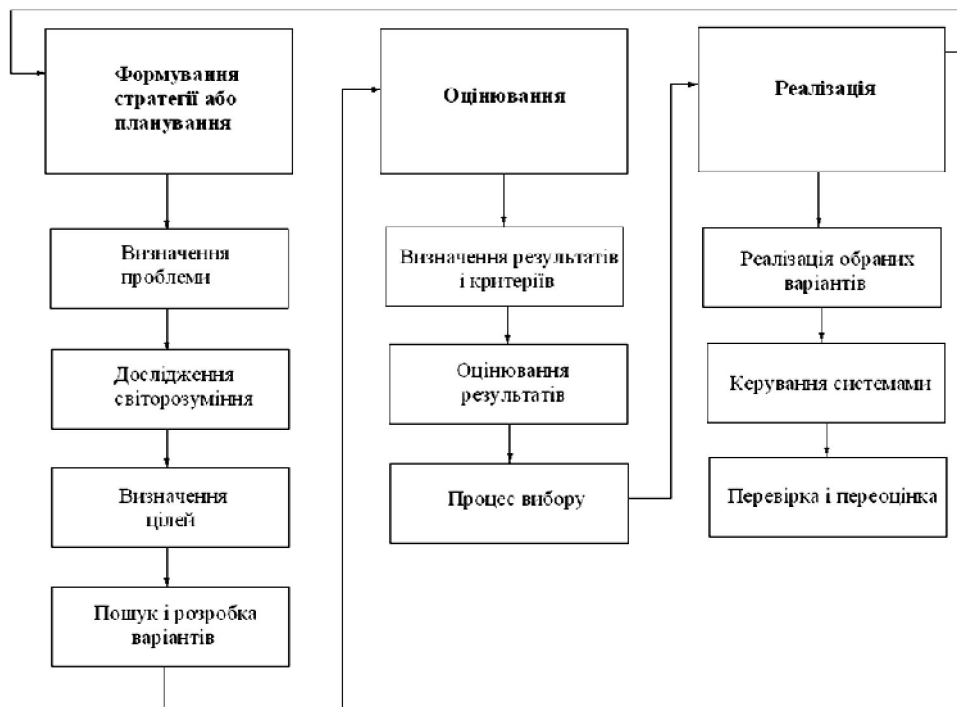 Формування
стратегії або
планування
Визначення
проблеми
Дослідження
світорозуміння
Визначення
цілей
Пошук і розробка
варіантів
Оцінювання
Визначення результатів
і критеріїв
Оцінювання
результатів
Процес вибору
Реалізація
Реалізація обраних
варіантів
Керування системами
Перевірка і переоцінка